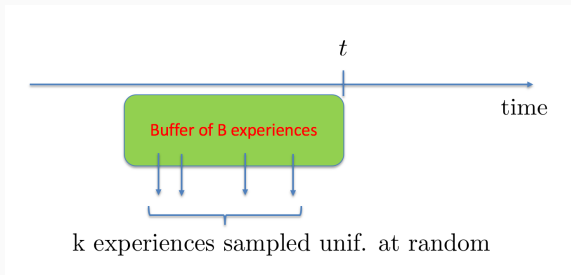 t
time
Buffer of B experiences
k experiences sampled unif. at random